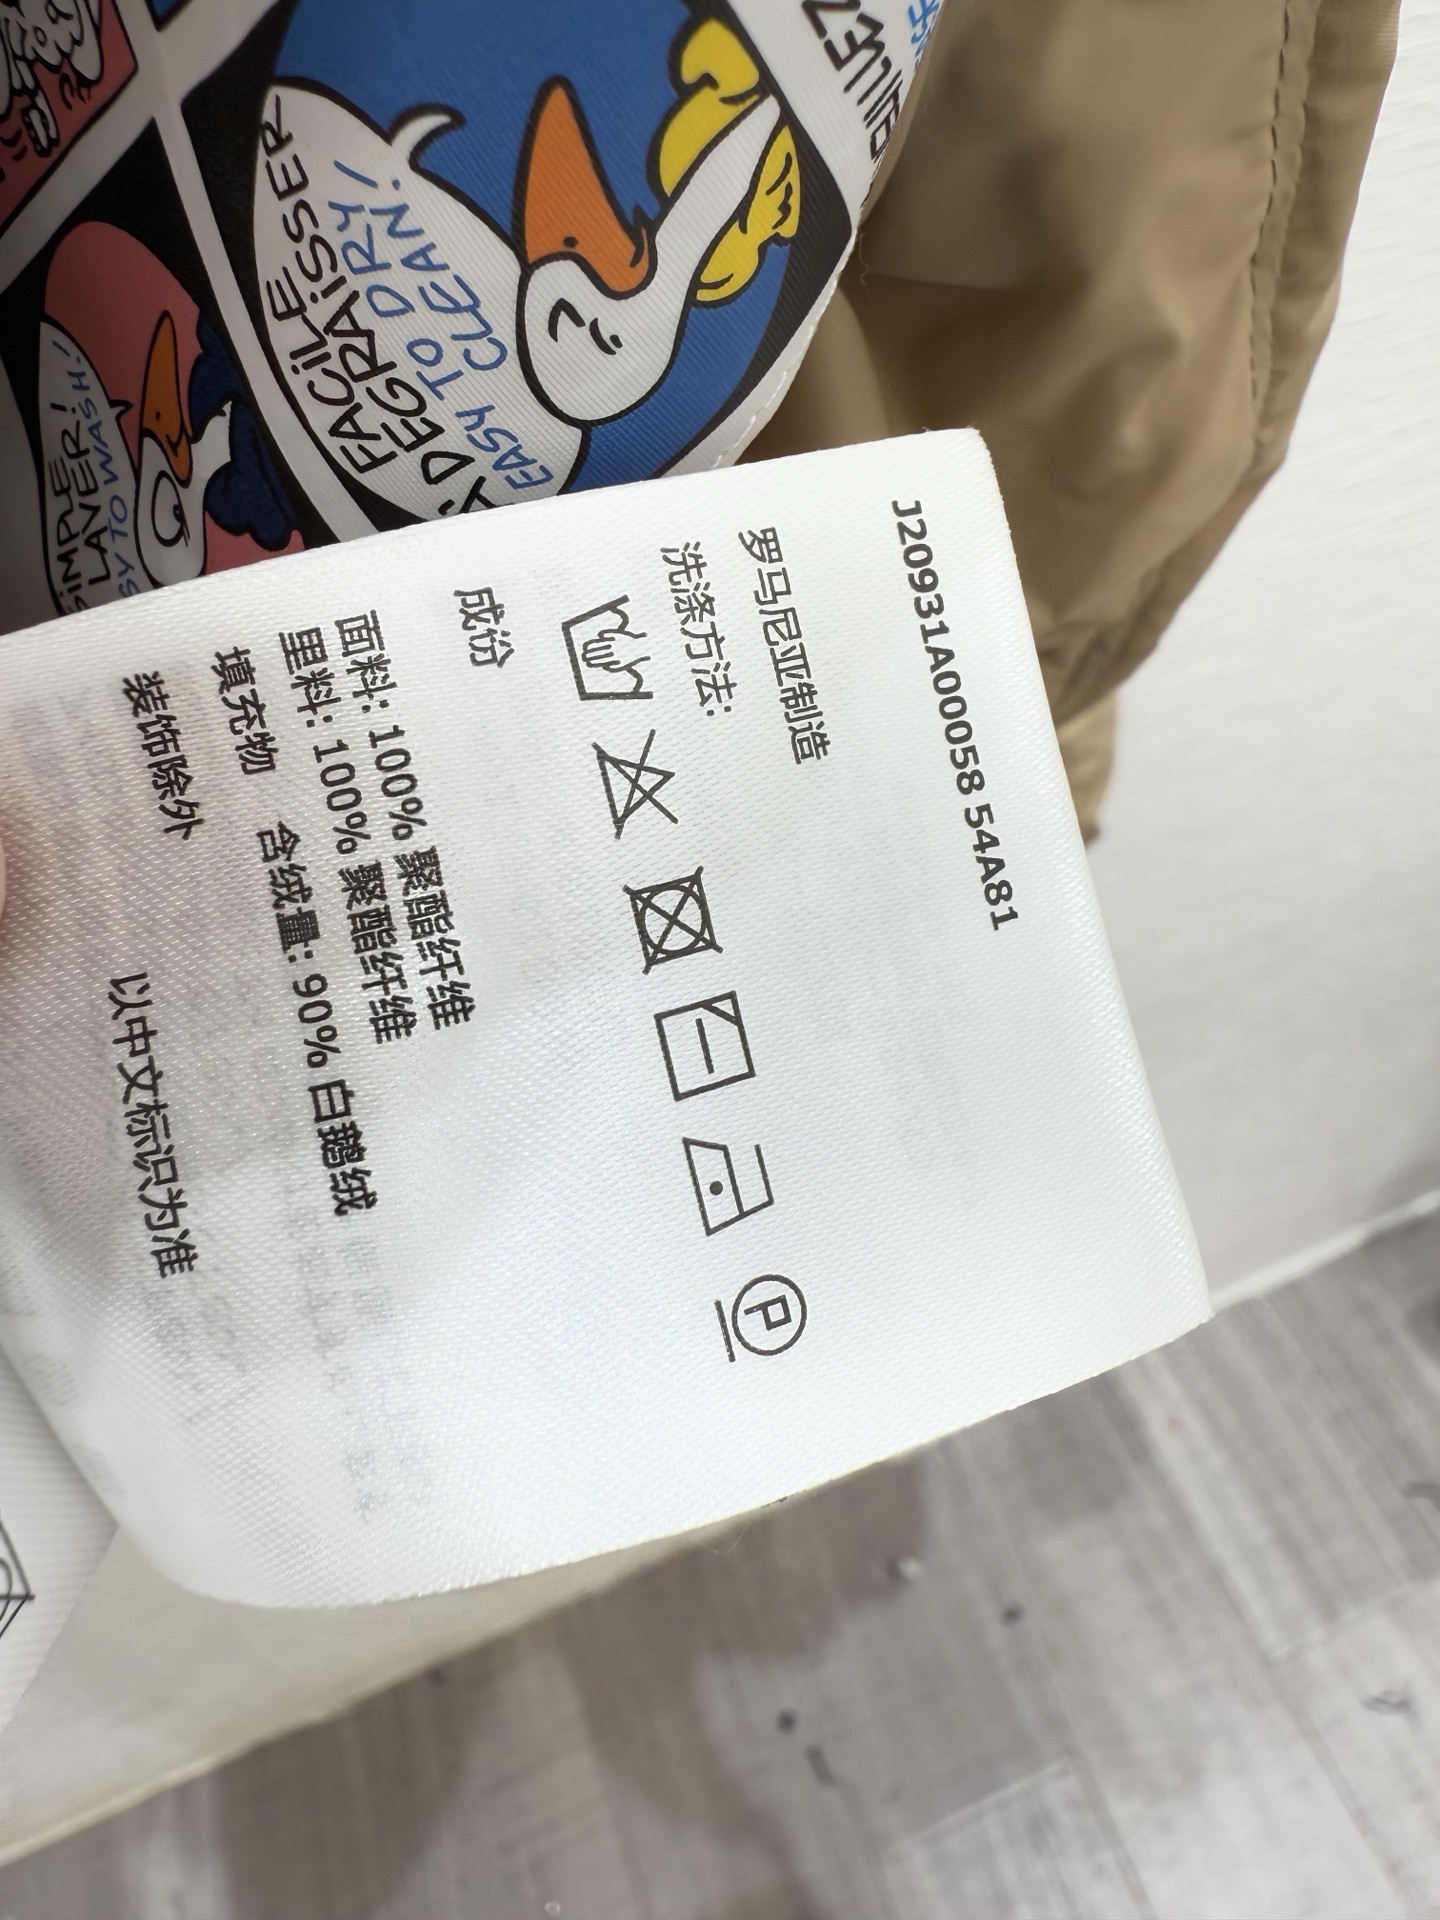 J20931A00058 54A81
罗马尼亚制造
洗涤方法:
P
成份
面料: 100% 聚酯纤维
里料: 100% 聚酯纤维
填充物 含绒量: 90% 白鹅绒
装饰除外
以中文标识为准
FACiLE
À DEGRAiSSER
EASY TO DRY
CLEAN!
SiMPLE
LAVER!
TO WASH!